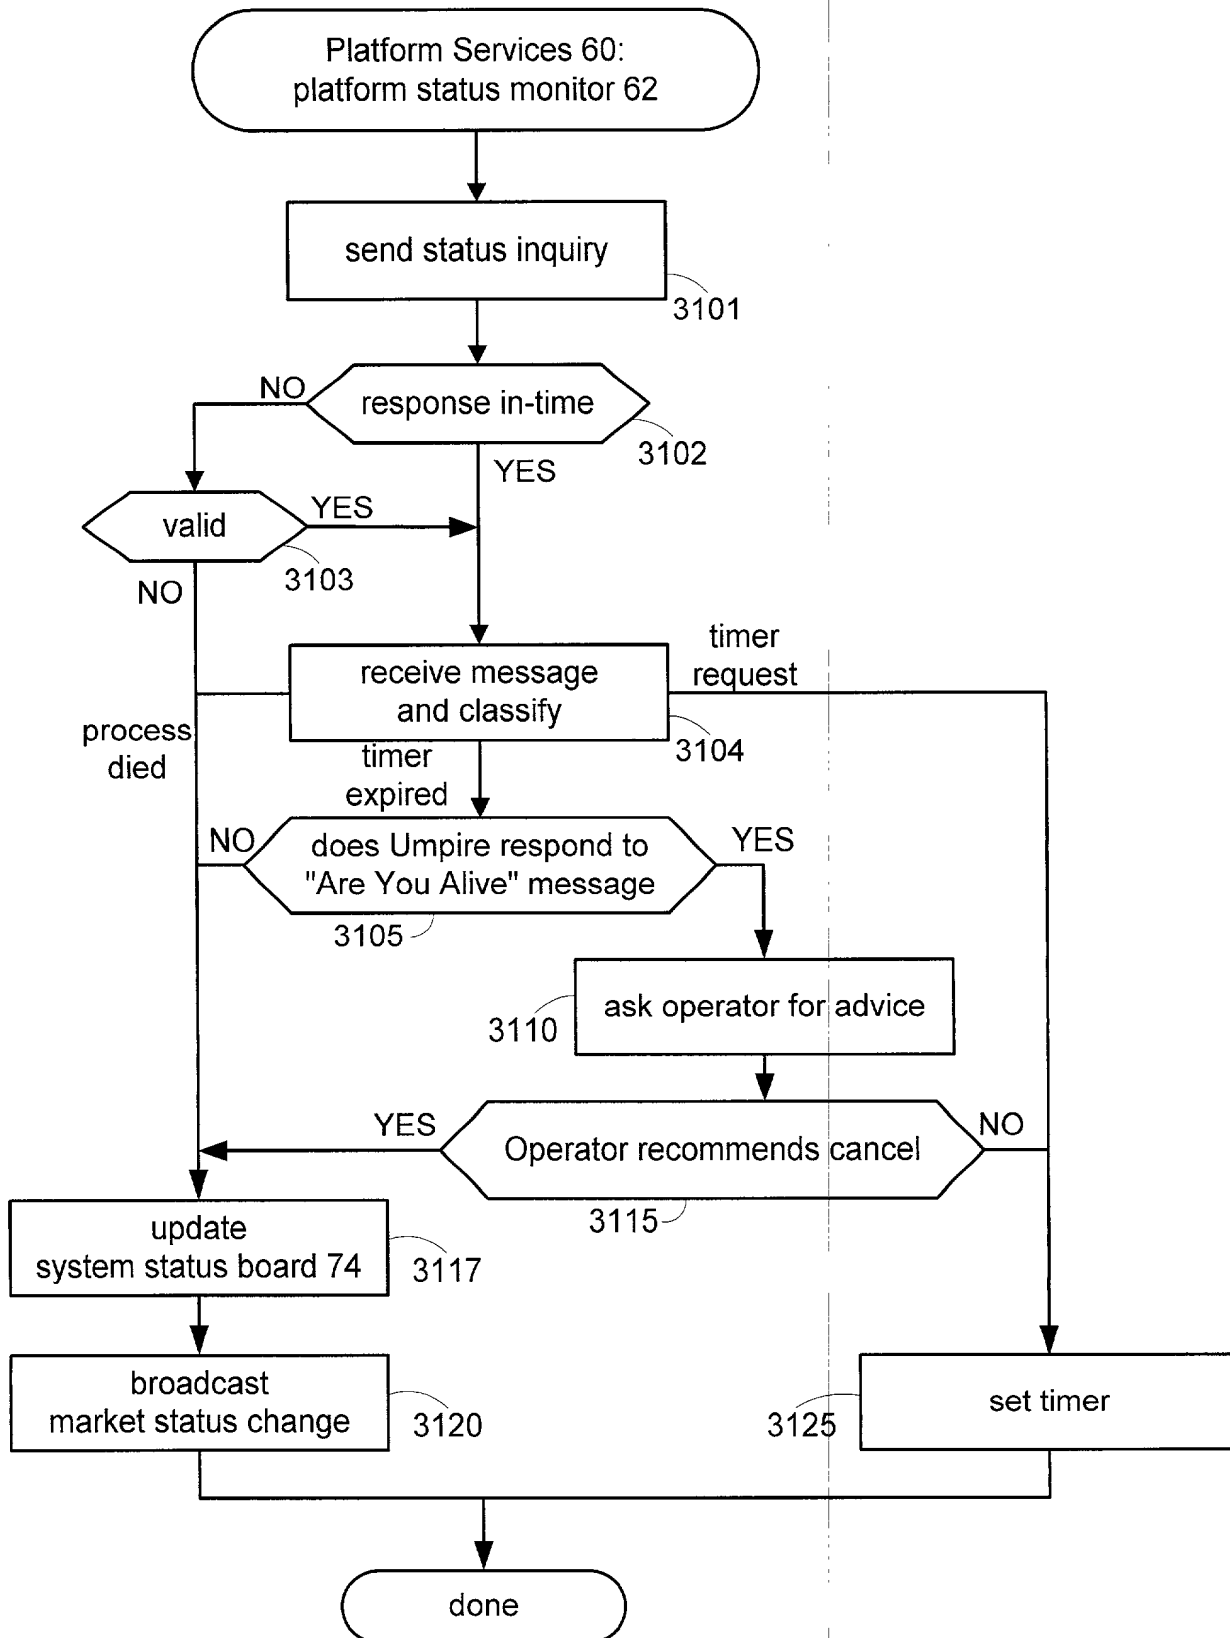 Platform Services 60:
platform status monitor 62
send status inquiry
3101
NO
response in-time
3102
YES
valid
YES
3103
NO
timer
request
receive message
and classify
3104
process
died
timer
expired
NO
does Umpire respond to
"Are You Alive" message
YES
3105
ask operator for advice
3110
YES
Operator recommends cancel
NO
3115
update
system status board 74
3117
broadcast
market status change
3120
3125
set timer
done